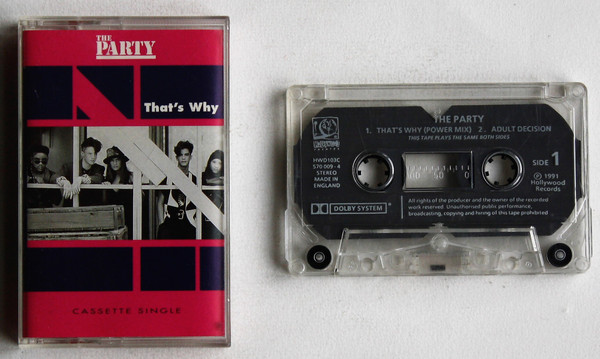 THE
PARTY
That's Why
CASSETTE SINGLE
THE PARTY
1. THAT'S WHY (POWER MIX) 2. ADULT DECISION
THIS TAPE PLAYS THE SAME BOTH SIDES
HWD103C
570 009 - 4
STEREO
MADE IN
ENGLAND
100 50 0
SIDE 1
℗ 1991
Hollywood
Records
DOLBY SYSTEM
All rights of the producer and the owner of the recorded
work reserved. Unauthorised public performance,
broadcasting, copying and hiring of this tape prohibited